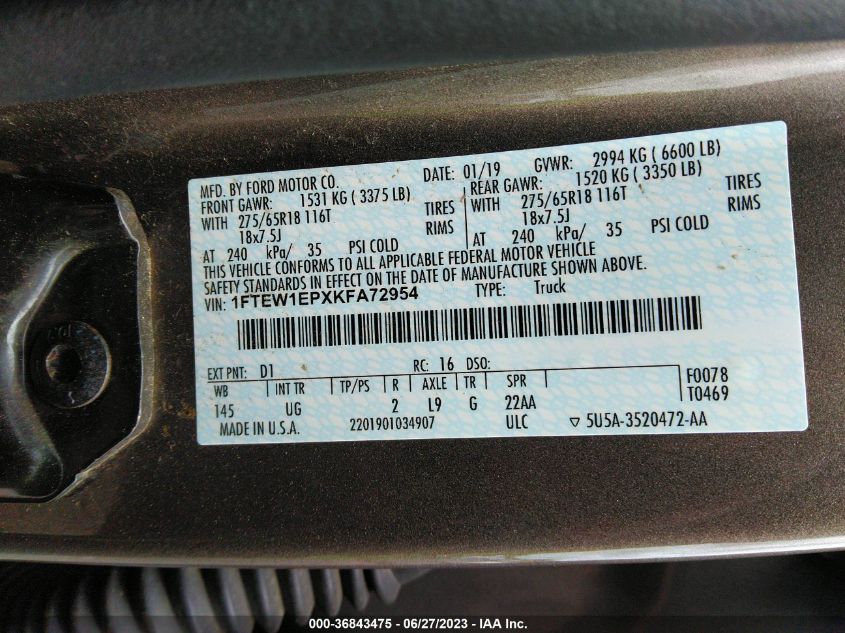 MFD. BY FORD MOTOR CO. DATE: 01/19 GVWR: 2994 KG ( 6600 LB)
FRONT GAWR: 1531 KG ( 3375 LB) REAR GAWR: 1520 KG ( 3350 LB)
WITH 275/65R18 116T TIRES WITH 275/65R18 116T TIRES
18x7.5J RIMS 18x7.5J RIMS
AT 240 kPa/ 35 PSI COLD AT 240 kPa/ 35 PSI COLD
THIS VEHICLE CONFORMS TO ALL APPLICABLE FEDERAL MOTOR VEHICLE
SAFETY STANDARDS IN EFFECT ON THE DATE OF MANUFACTURE SHOWN ABOVE.
VIN: 1FTEW1EPXKFA72954 TYPE: Truck
EXT PNT: D1 RC: 16 DSO:
WB INT TR TP/PS R AXLE TR SPR F0078
145 UG 2 L9 G 22AA T0469
MADE IN U.S.A. 2201901034907 ULC ▽ 5U5A-3520472-AA
000-36843475 - 06/27/2023 - IAA Inc.